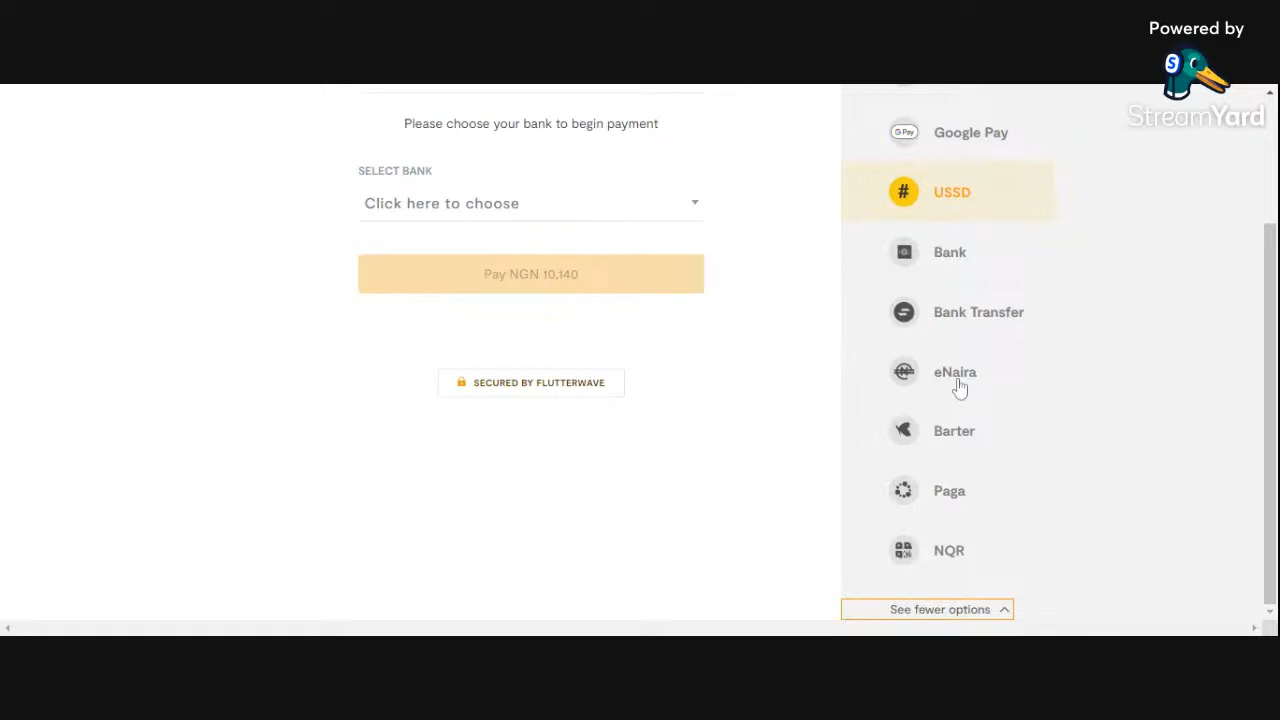 Powered by
StreamYard
Please choose your bank to begin payment
SELECT BANK
Click here to choose
Pay NGN 10,140
SECURED BY FLUTTERWAVE
G Pay
Google Pay
#
USSD
Bank
Bank Transfer
eNaira
Barter
Paga
NQR
See fewer options